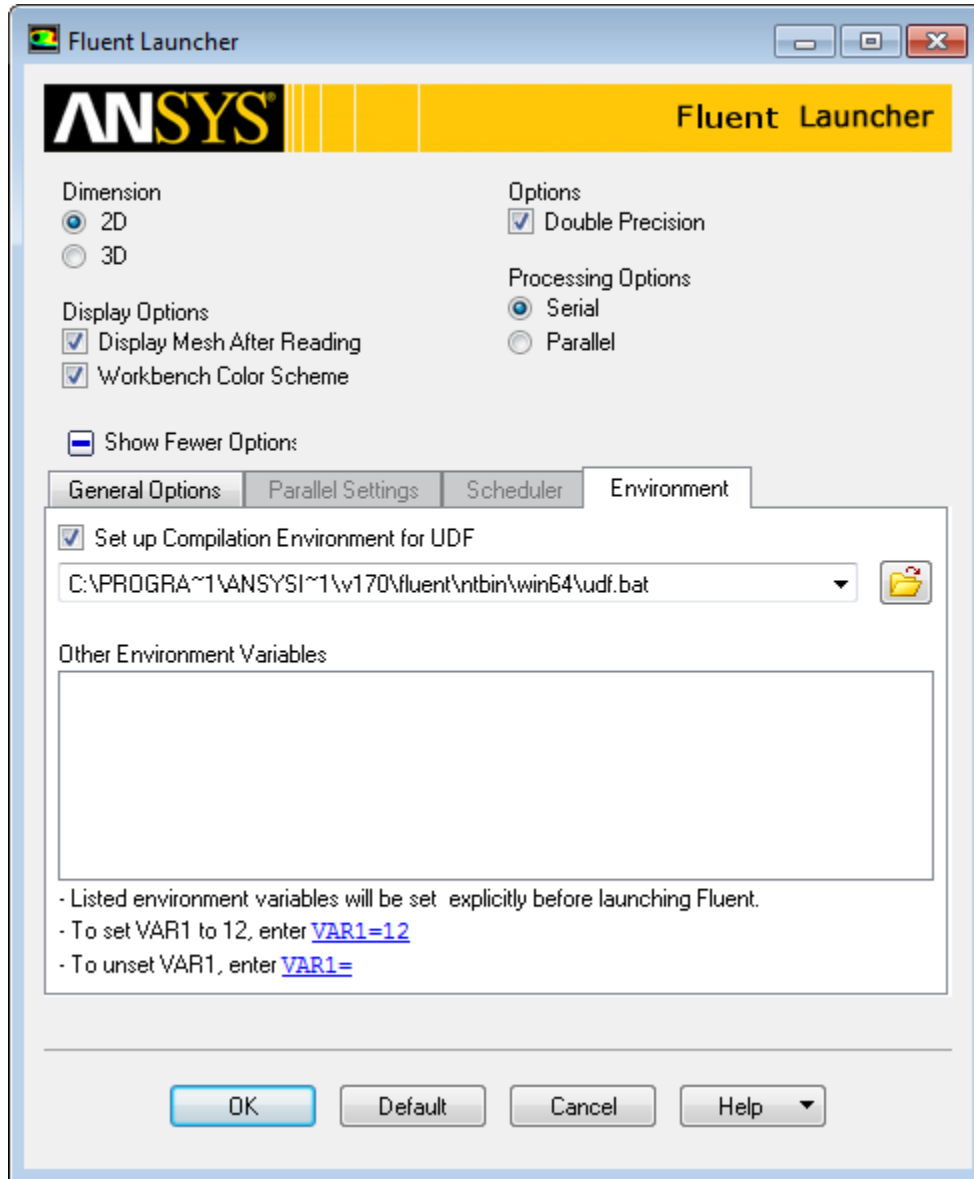 Fluent Launcher
ANSYS® Fluent Launcher
Dimension
2D
3D
Options
Double Precision
Display Options
Display Mesh After Reading
Workbench Color Scheme
Processing Options
Serial
Parallel
Show Fewer Options
General Options Parallel Settings Scheduler Environment
Set up Compilation Environment for UDF
C:\PROGRA~1\ANSYSI~1\v170\fluent\ntbin\win64\udf.bat
Other Environment Variables
- Listed environment variables will be set explicitly before launching Fluent.
- To set VAR1 to 12, enter VAR1=12
- To unset VAR1, enter VAR1=
OK Default Cancel Help